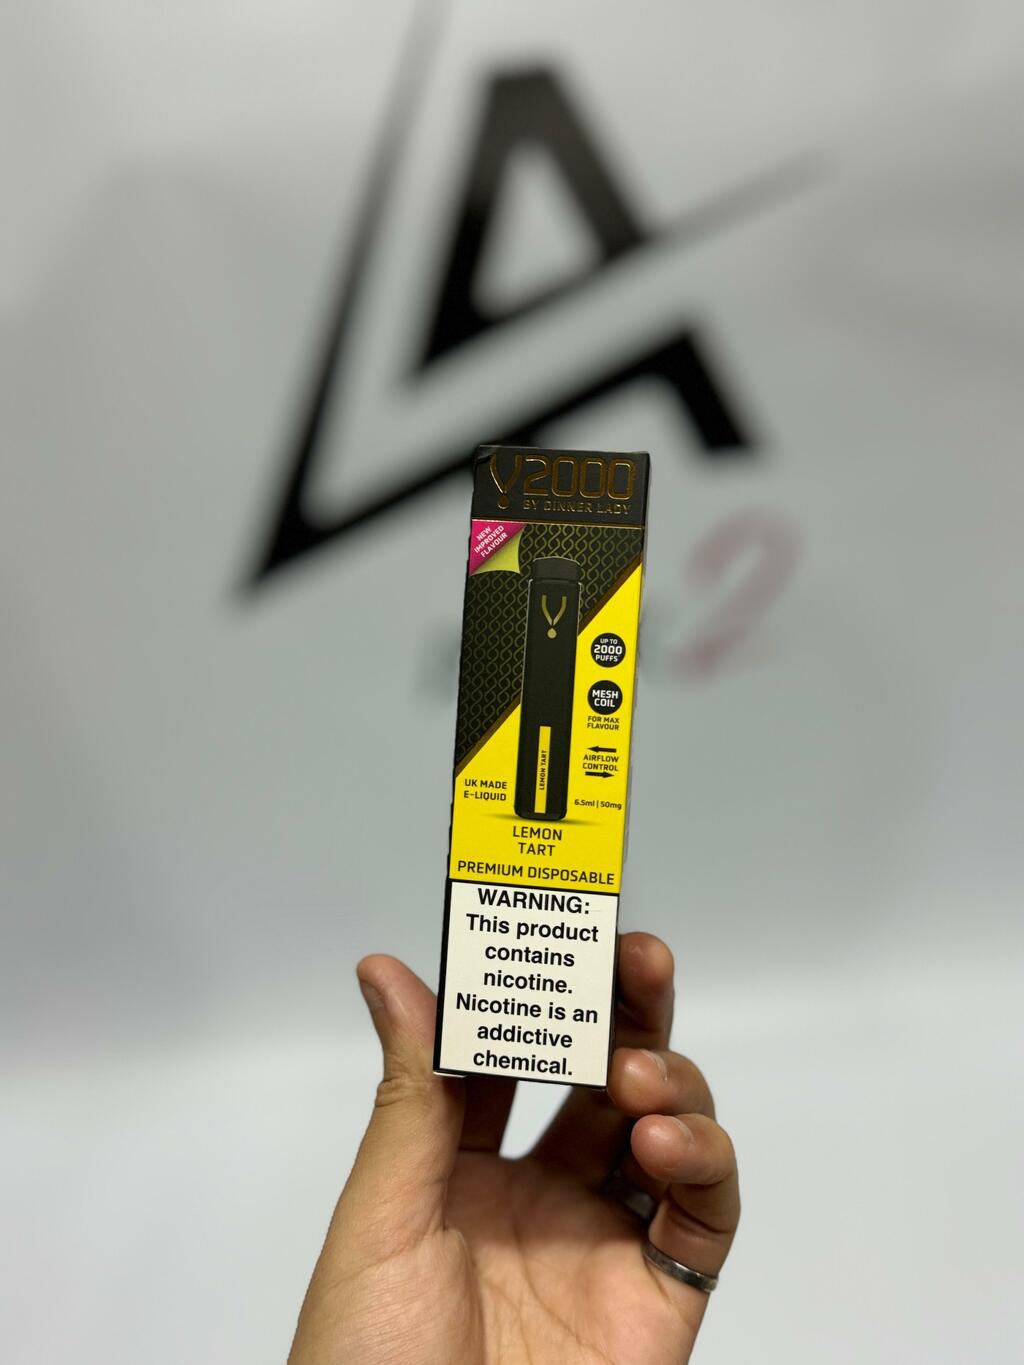 V2000
BY DINNER LADY
NEW
IMPROVED
FLAVOUR
UP TO
2000
PUFFS
MESH
COIL
FOR MAX
FLAVOUR
AIRFLOW
CONTROL
UK MADE
E-LIQUID
LEMON TART
6.5ml | 50mg
LEMON
TART
PREMIUM DISPOSABLE
WARNING:
This product
contains
nicotine.
Nicotine is an
addictive
chemical.